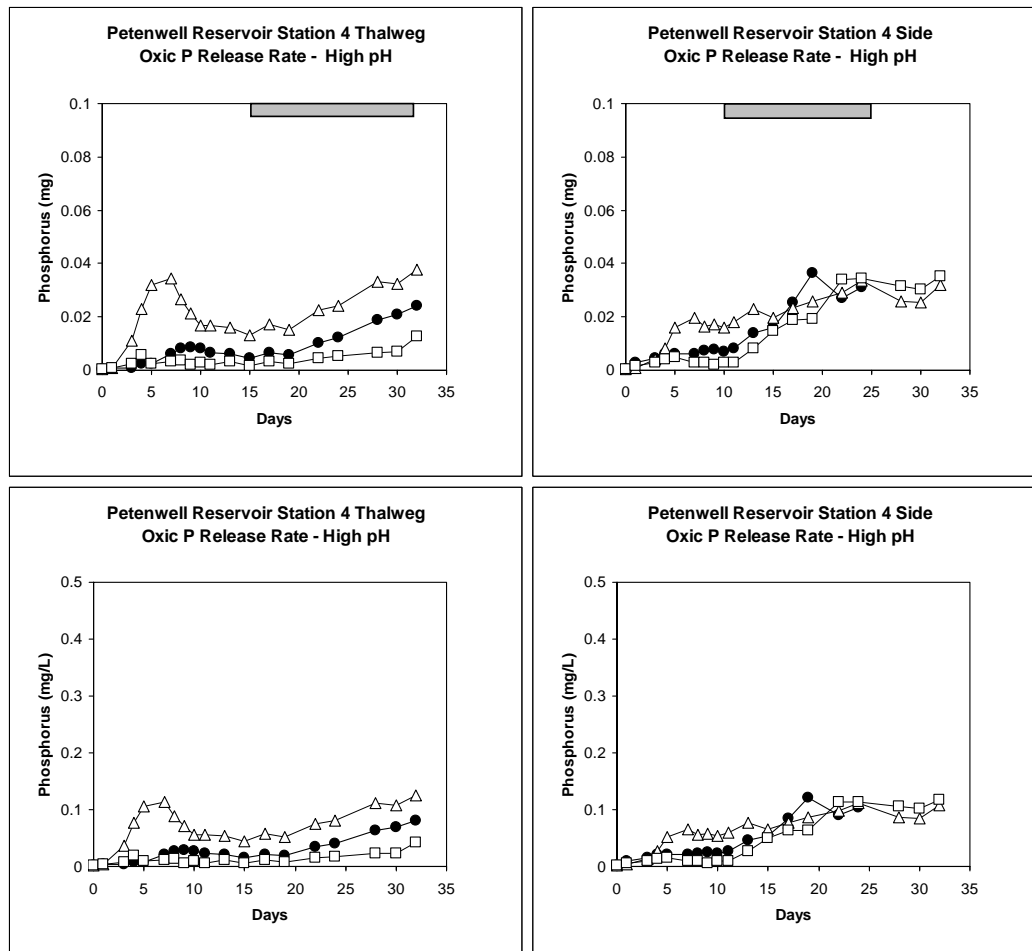 Petenwell Reservoir Station 4 Thalweg
Oxic P Release Rate - High pH
0.1
0.08
0.06
0.04
0.02
0
Phosphorus (mg)
0 5 10 15 20 25 30 35
Days
Petenwell Reservoir Station 4 Side
Oxic P Release Rate - High pH
0.1
0.08
0.06
0.04
0.02
0
Phosphorus (mg)
0 5 10 15 20 25 30 35
Days
Petenwell Reservoir Station 4 Thalweg
Oxic P Release Rate - High pH
0.5
0.4
0.3
0.2
0.1
0
Phosphorus (mg/L)
0 5 10 15 20 25 30 35
Days
Petenwell Reservoir Station 4 Side
Oxic P Release Rate - High pH
0.5
0.4
0.3
0.2
0.1
0
Phosphorus (mg/L)
0 5 10 15 20 25 30 35
Days